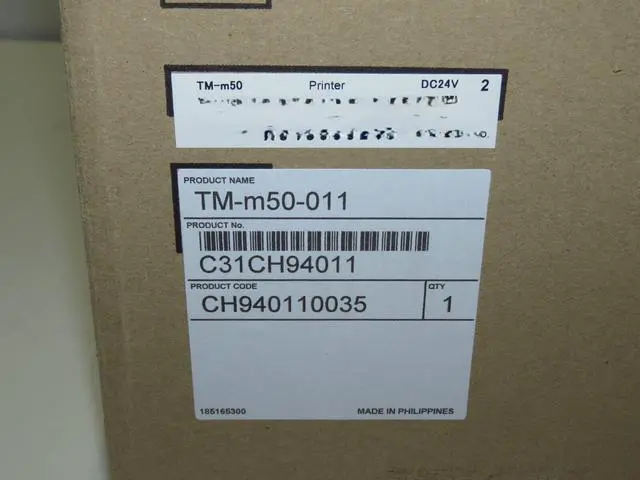 TM-m50 Printer DC24V 2
PRODUCT NAME
TM-m50-011
PRODUCT No.
C31CH94011
PRODUCT CODE QTY
CH940110035 1
185165300 MADE IN PHILIPPINES